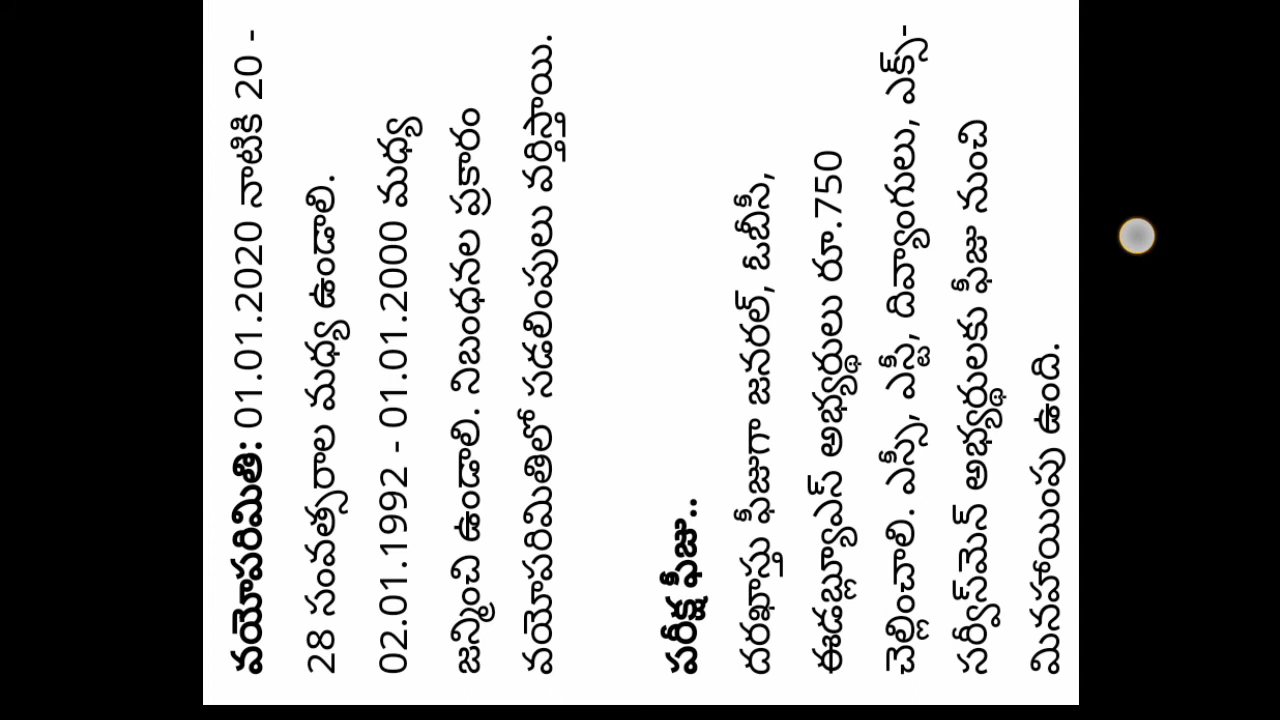 వయోపరిమితి: 01.01.2020 నాటికి 20 -
28 సంవత్సరాల మధ్య ఉండాలి.
02.01.1992 - 01.01.2000 మధ్య
జన్మించి ఉండాలి. నిబంధనల ప్రకారం
వయోపరిమితిలో సడలింపులు వర్తిస్తాయి.
పరీక్ష ఫీజు..
దరఖాస్తు ఫీజుగా జనరల్, ఓబీసీ,
ఈడబ్ల్యూఎస్ అభ్యర్థులు రూ.750
చెల్లించాలి. ఎస్సీ, ఎస్టీ, దివ్యాంగులు, ఎక్స్-
సర్వీస్‌మెన్ అభ్యర్థులకు ఫీజు నుంచి
మినహాయింపు ఉంది.